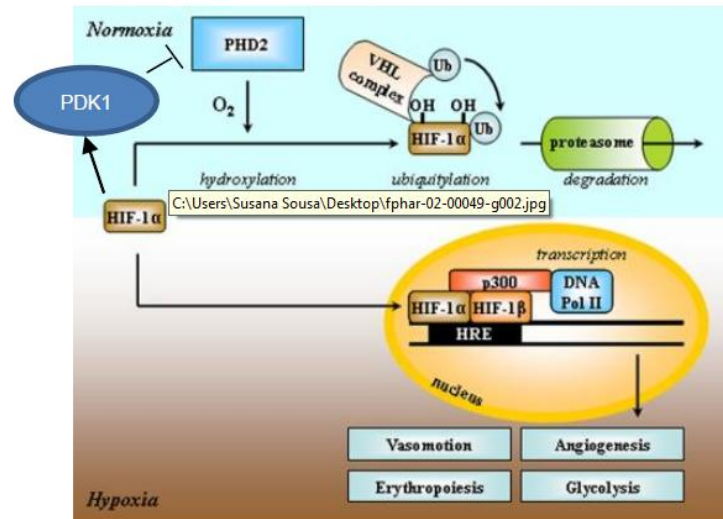 Normoxia
PHD2
PDK1
O2
VHL
complex
Ub
OH OH
HIF-1α
Ub
proteasome
hydroxylation
ubiquitylation
degradation
C:\Users\Susana Sousa\Desktop\fphar-02-00049-g002.jpg
HIF-1α
transcription
p300
DNA
Pol II
HIF-1α
HIF-1β
HRE
nucleus
Vasomotion
Angiogenesis
Erythropoiesis
Glycolysis
Hypoxia